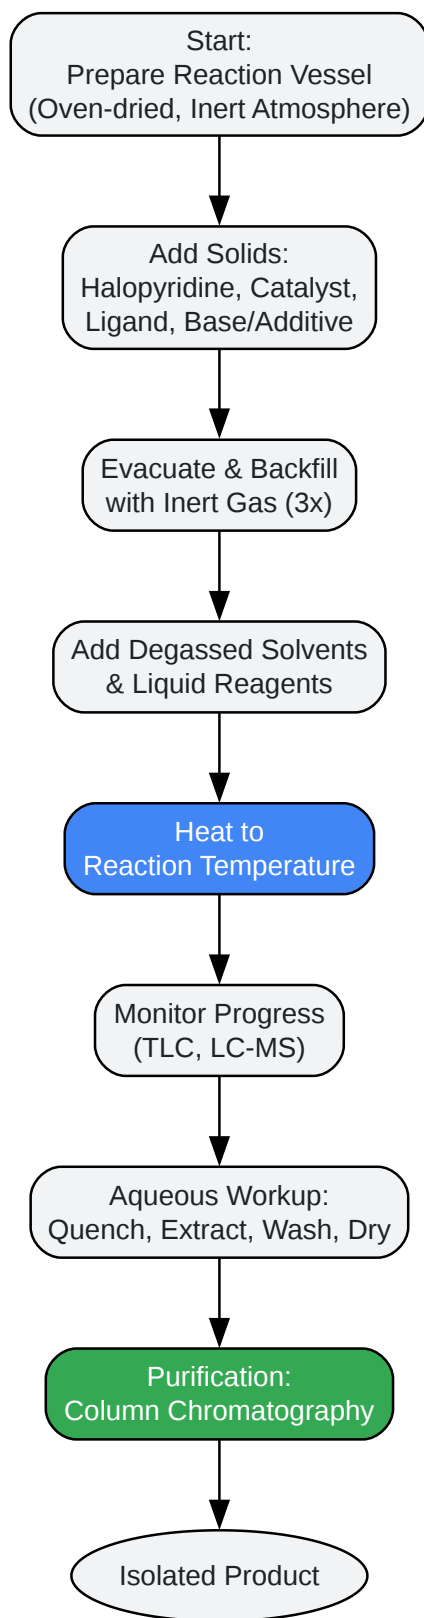 Start:
Prepare Reaction Vessel
(Oven-dried, Inert Atmosphere)
Add Solids:
Halopyridine, Catalyst,
Ligand, Base/Additive
Evacuate & Backfill
with Inert Gas (3x)
Add Degassed Solvents
& Liquid Reagents
Heat to
Reaction Temperature
Monitor Progress
(TLC, LC-MS)
Aqueous Workup:
Quench, Extract, Wash, Dry
Purification:
Column Chromatography
Isolated Product